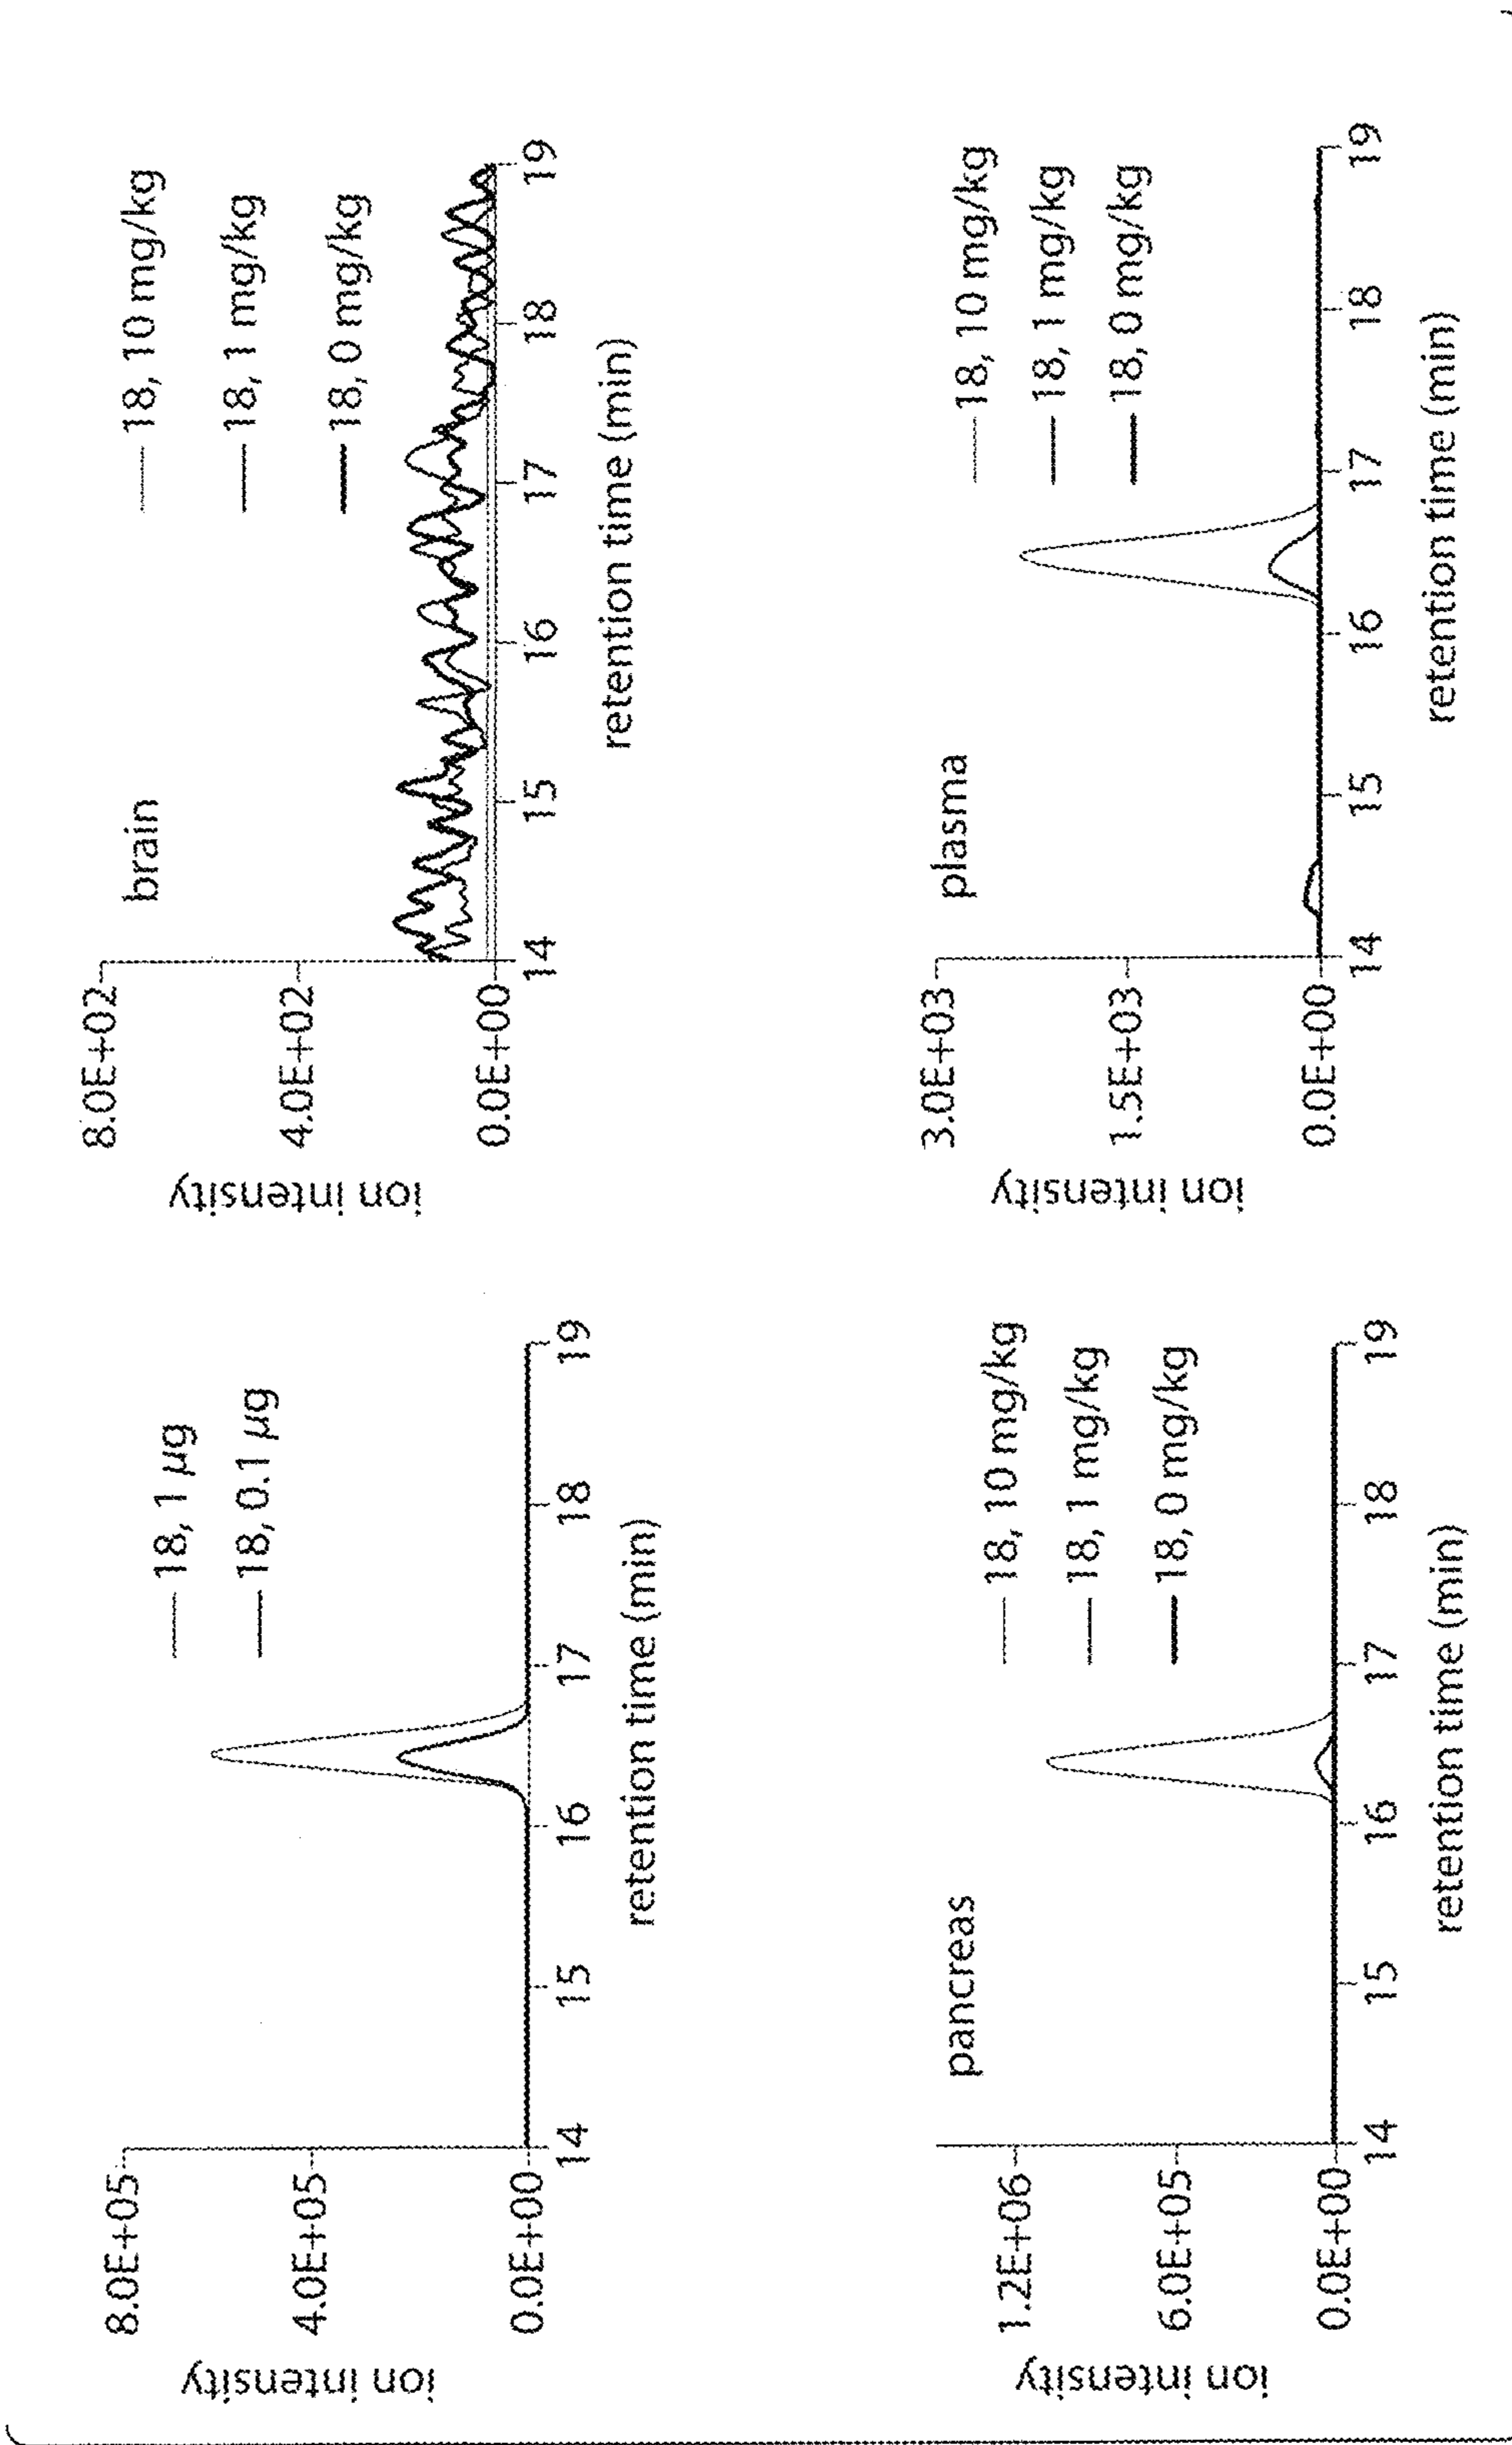 8.0E+05
4.0E+05
0.0E+00
ion intensity
18, 1 µg
18, 0.1 µg
14 15 16 17 18 19
retention time (min)
brain
8.0E+02
4.0E+02
0.0E+00
ion intensity
18, 10 mg/kg
18, 1 mg/kg
18, 0 mg/kg
14 15 16 17 18 19
retention time (min)
pancreas
1.2E+06
6.0E+05
0.0E+00
ion intensity
18, 10 mg/kg
18, 1 mg/kg
18, 0 mg/kg
14 15 16 17 18 19
retention time (min)
plasma
3.0E+03
1.5E+03
0.0E+00
ion intensity
18, 10 mg/kg
18, 1 mg/kg
18, 0 mg/kg
14 15 16 17 18 19
retention time (min)